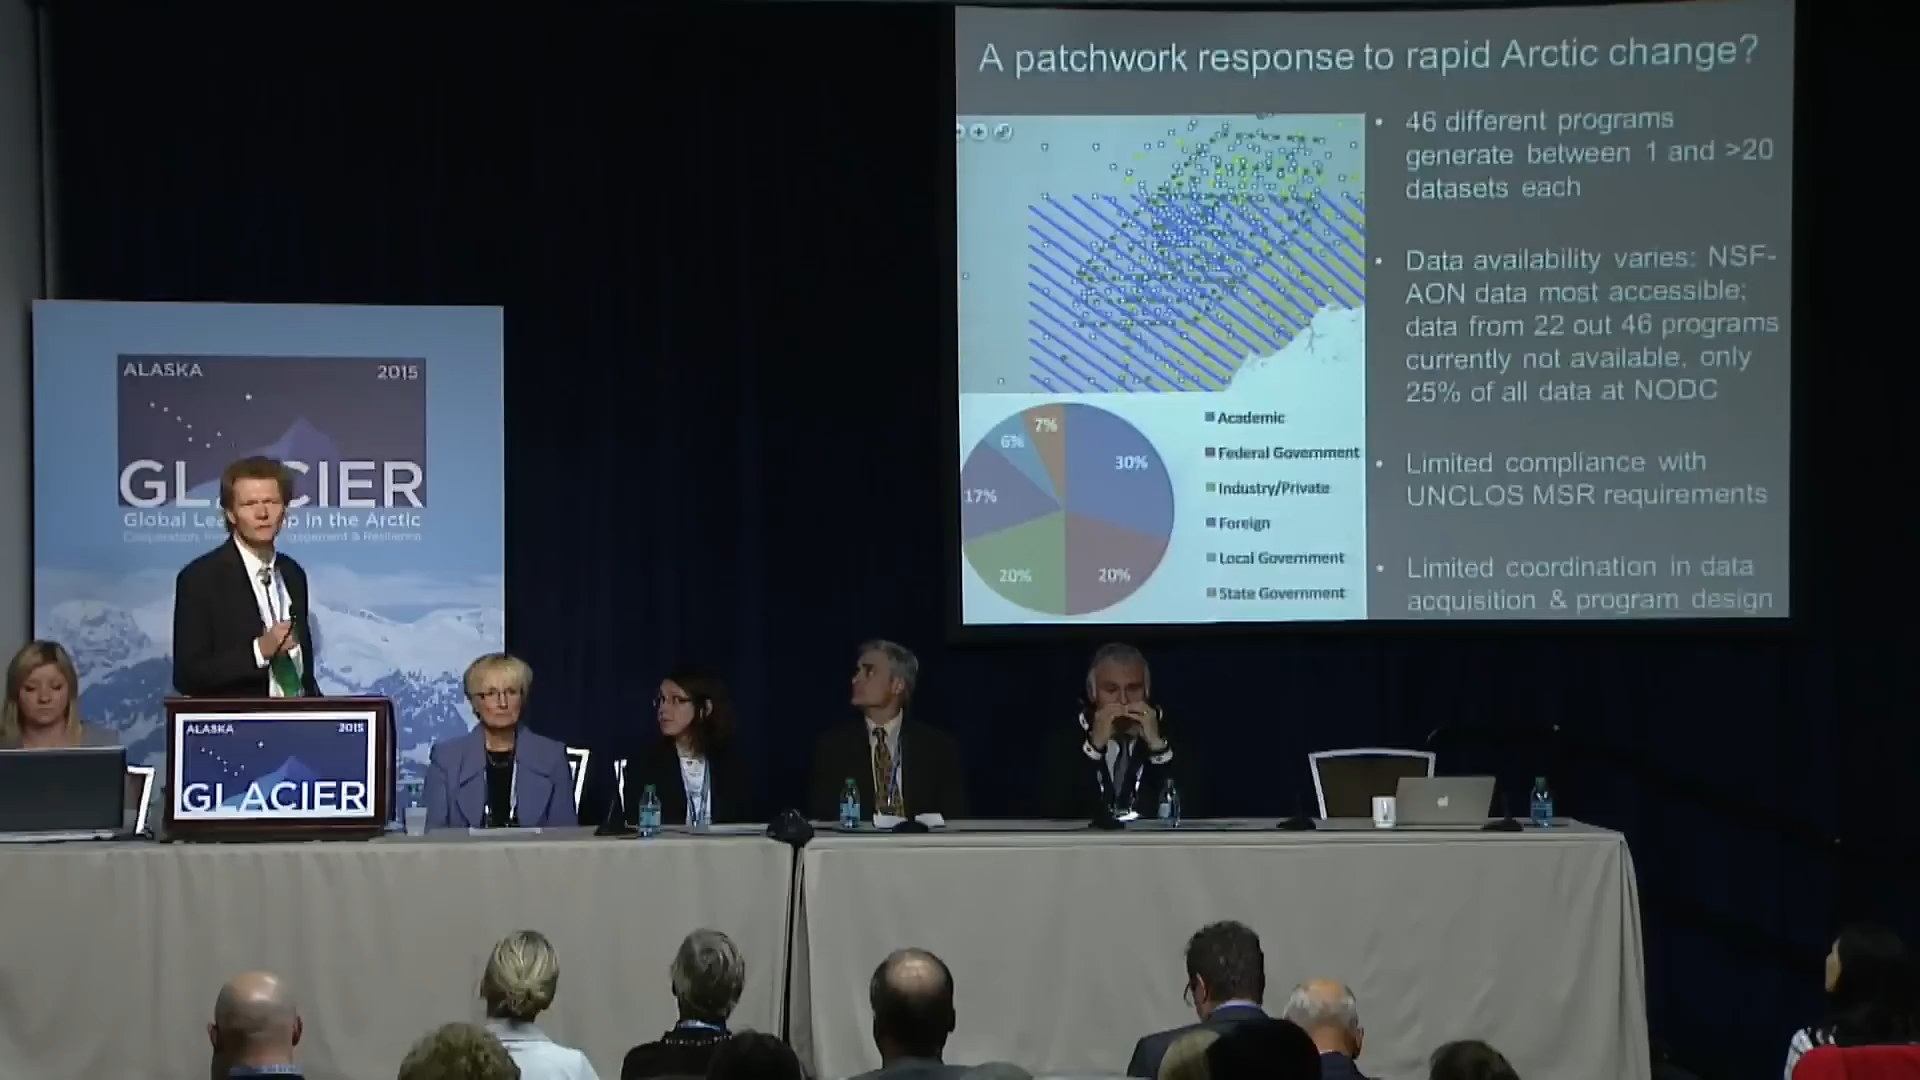 A patchwork response to rapid Arctic change?
• 46 different programs
generate between 1 and >20
datasets each
• Data availability varies: NSF-
AON data most accessible;
data from 22 out 46 programs
currently not available, only
25% of all data at NODC
• Limited compliance with
UNCLOS MSR requirements
• Limited coordination in data
acquisition & program design
7%
6%
30%
17%
20%
20%
Academic
Federal Government
Industry/Private
Foreign
Local Government
State Government
ALASKA 2015
GL CIER
Global Lea p in the Arctic
Cooperation, gagement & Resilience
ALASKA 2015
GLACIER